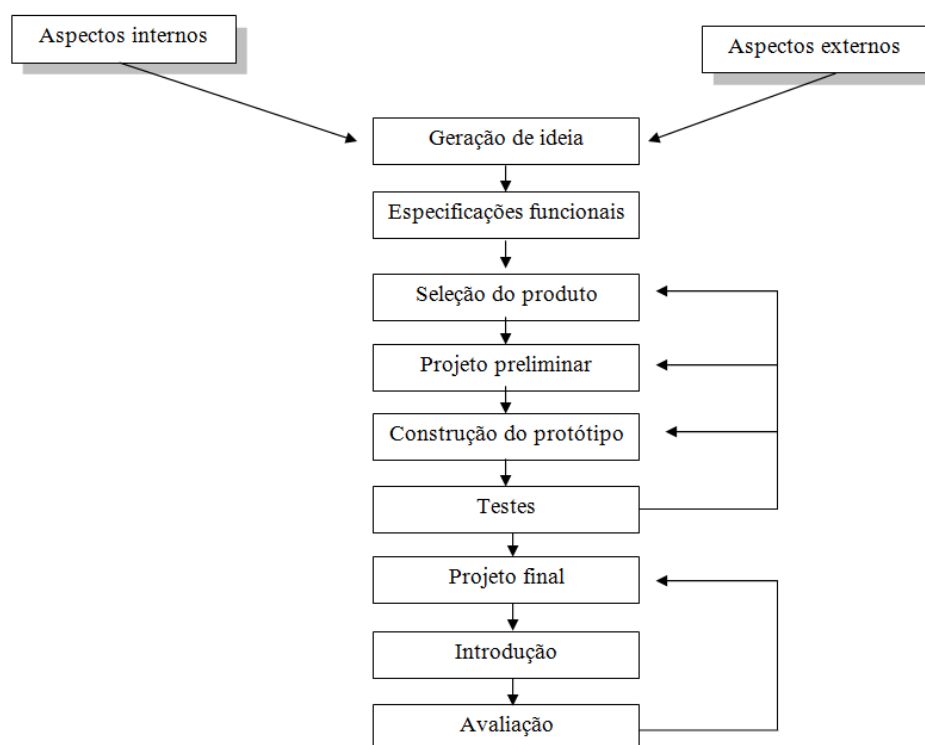 Aspectos internos
Aspectos externos
Geração de ideia
Especificações funcionais
Seleção do produto
Projeto preliminar
Construção do protótipo
Testes
Projeto final
Introdução
Avaliação